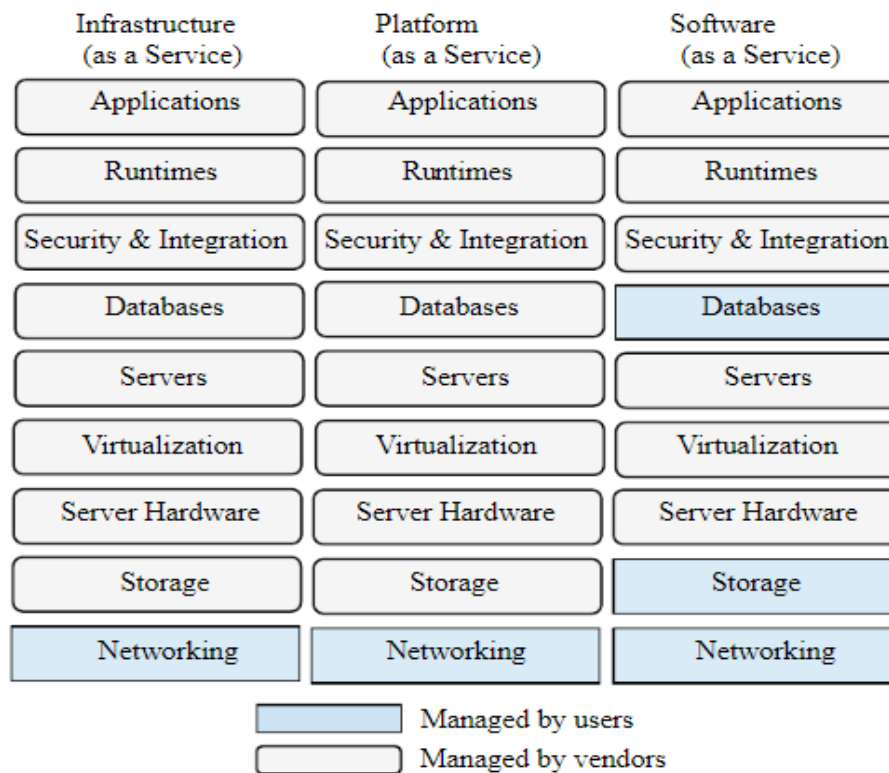 Infrastructure Platform Software
(as a Service) (as a Service) (as a Service)
Applications Applications Applications
Runtimes Runtimes Runtimes
Security & Integration Security & Integration Security & Integration
Databases Databases Databases
Servers Servers Servers
Virtualization Virtualization Virtualization
Server Hardware Server Hardware Server Hardware
Storage Storage Storage
Networking Networking Networking
Managed by users
Managed by vendors